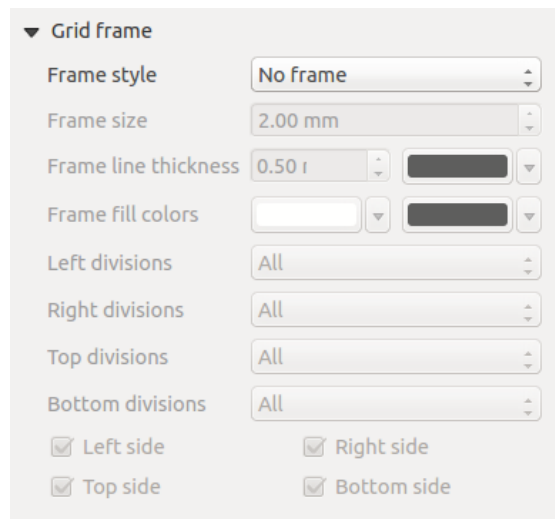 Grid frame
Frame style No frame
Frame size 2.00 mm
Frame line thickness 0.50
Frame fill colors
Left divisions All
Right divisions All
Top divisions All
Bottom divisions All
Left side Right side
Top side Bottom side